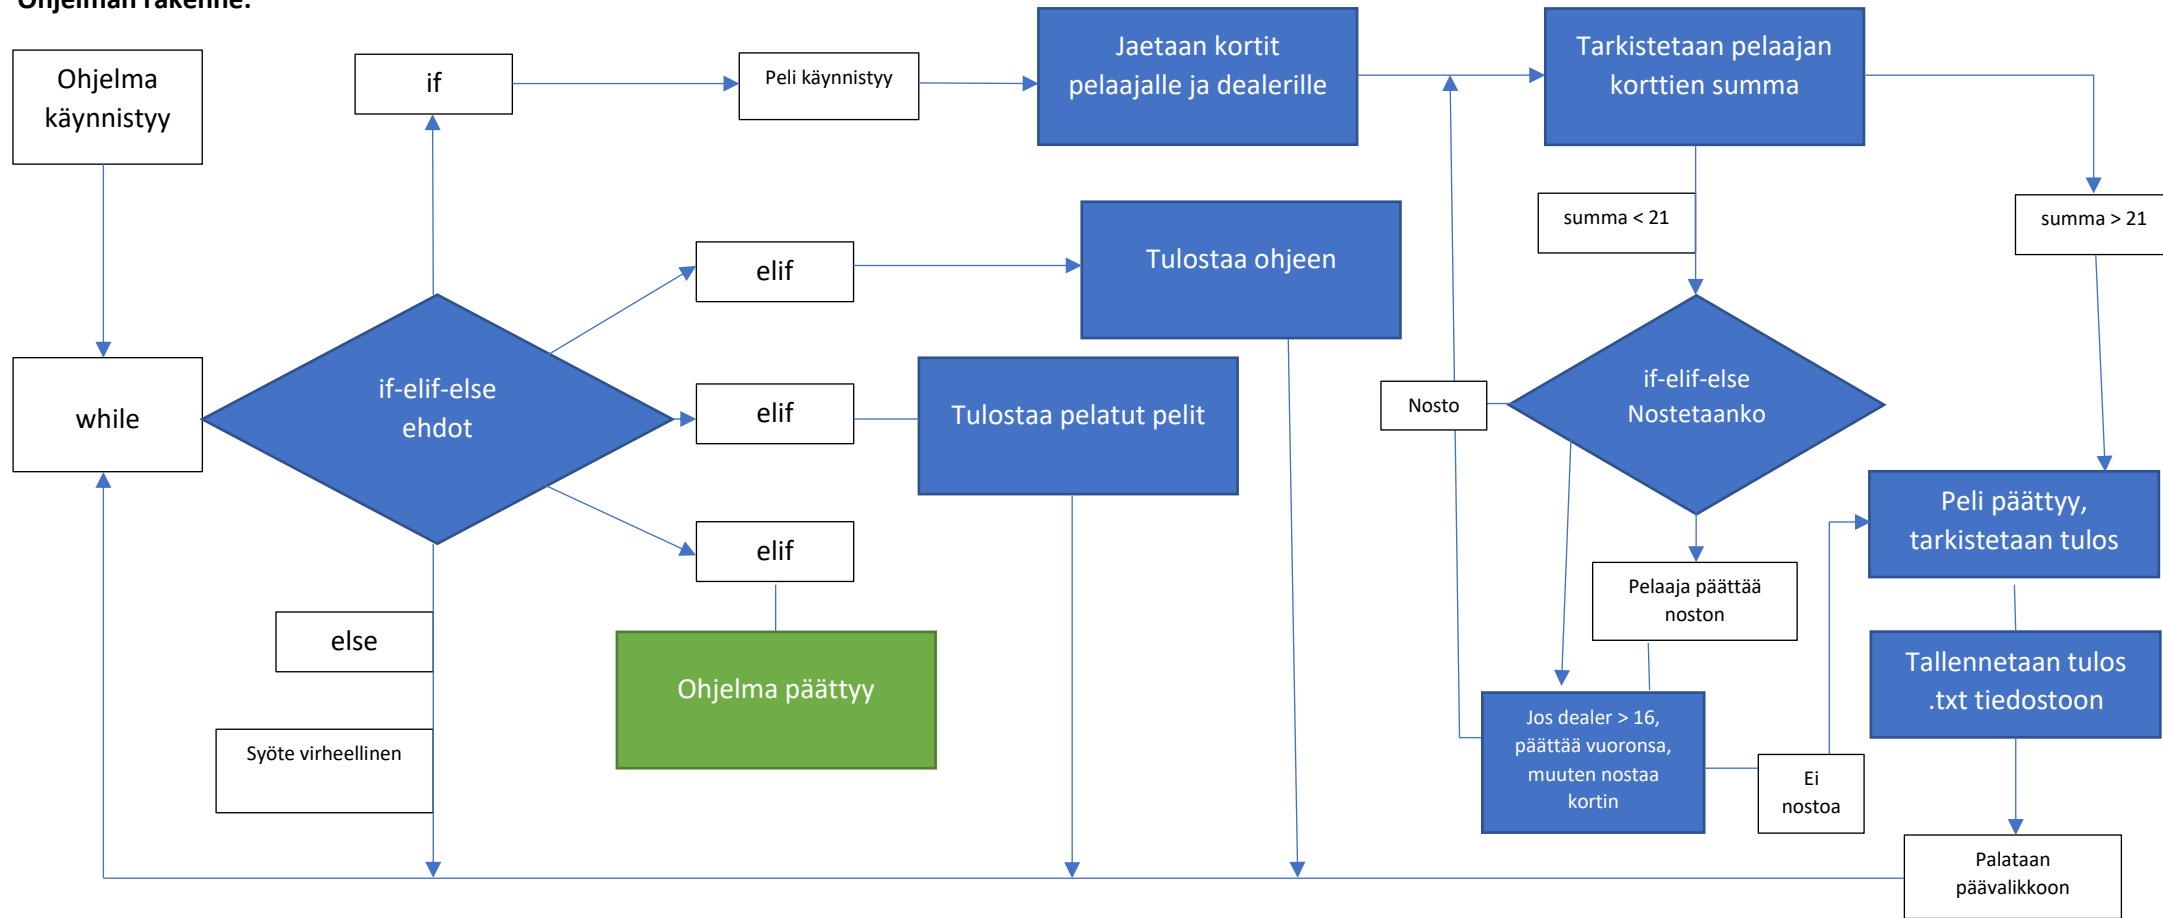 Ohjelman rakenne:
Ohjelma
käynnistyy
if
Peli käynnistyy
Jaetaan kortit
pelaajalle ja dealerille
Tarkistetaan pelaajan
korttien summa
summa < 21
summa > 21
elif
Tulostaa ohjeen
while
if-elif-else
ehdot
elif
Tulostaa pelatut pelit
Nosto
if-elif-else
Nostetaanko
elif
Peli päättyy,
tarkistetaan tulos
Pelaaja päättää
noston
else
Ohjelma päättyy
Tallennetaan tulos
.txt tiedostoon
Syöte virheellinen
Jos dealer > 16,
päättää vuoronsa,
muuten nostaa
kortin
Ei
nostoa
Palataan
päävalikkoon